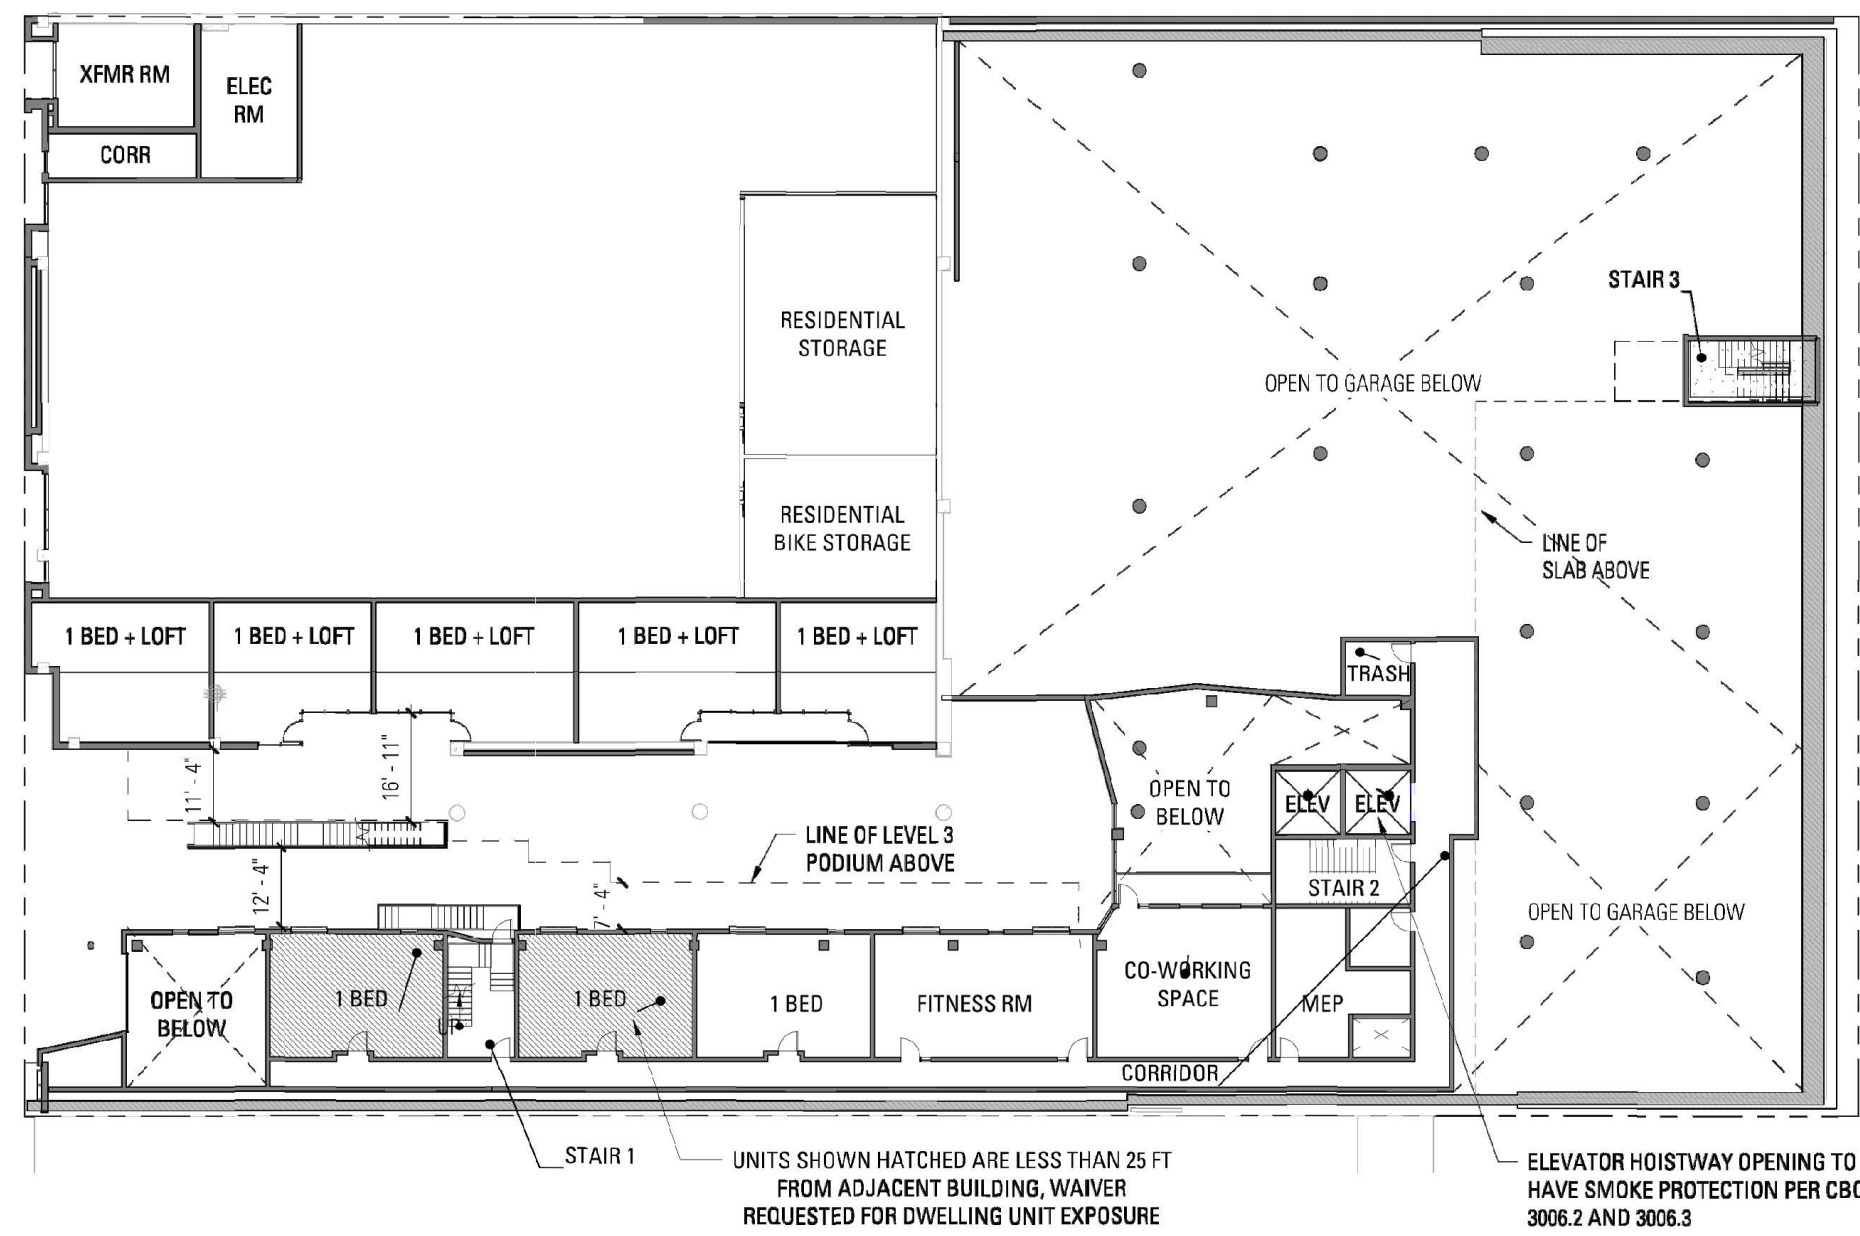 XFMR RM
ELEC
RM
CORR
RESIDENTIAL
STORAGE
RESIDENTIAL
BIKE STORAGE
STAIR 3
OPEN TO GARAGE BELOW
LINE OF
SLAB ABOVE
1 BED + LOFT
1 BED + LOFT
1 BED + LOFT
1 BED + LOFT
1 BED + LOFT
TRASH
11' - 4"
16' - 11"
OPEN TO
BELOW
ELEV
ELEV
LINE OF LEVEL 3
PODIUM ABOVE
12' - 4"
7' - 4"
STAIR 2
OPEN TO GARAGE BELOW
OPEN TO
BELOW
1 BED
UP
1 BED
1 BED
FITNESS RM
CO-WORKING
SPACE
MEP
CORRIDOR
STAIR 1
UNITS SHOWN HATCHED ARE LESS THAN 25 FT
FROM ADJACENT BUILDING, WAIVER
REQUESTED FOR DWELLING UNIT EXPOSURE
ELEVATOR HOISTWAY OPENING TO
HAVE SMOKE PROTECTION PER CBC
3006.2 AND 3006.3